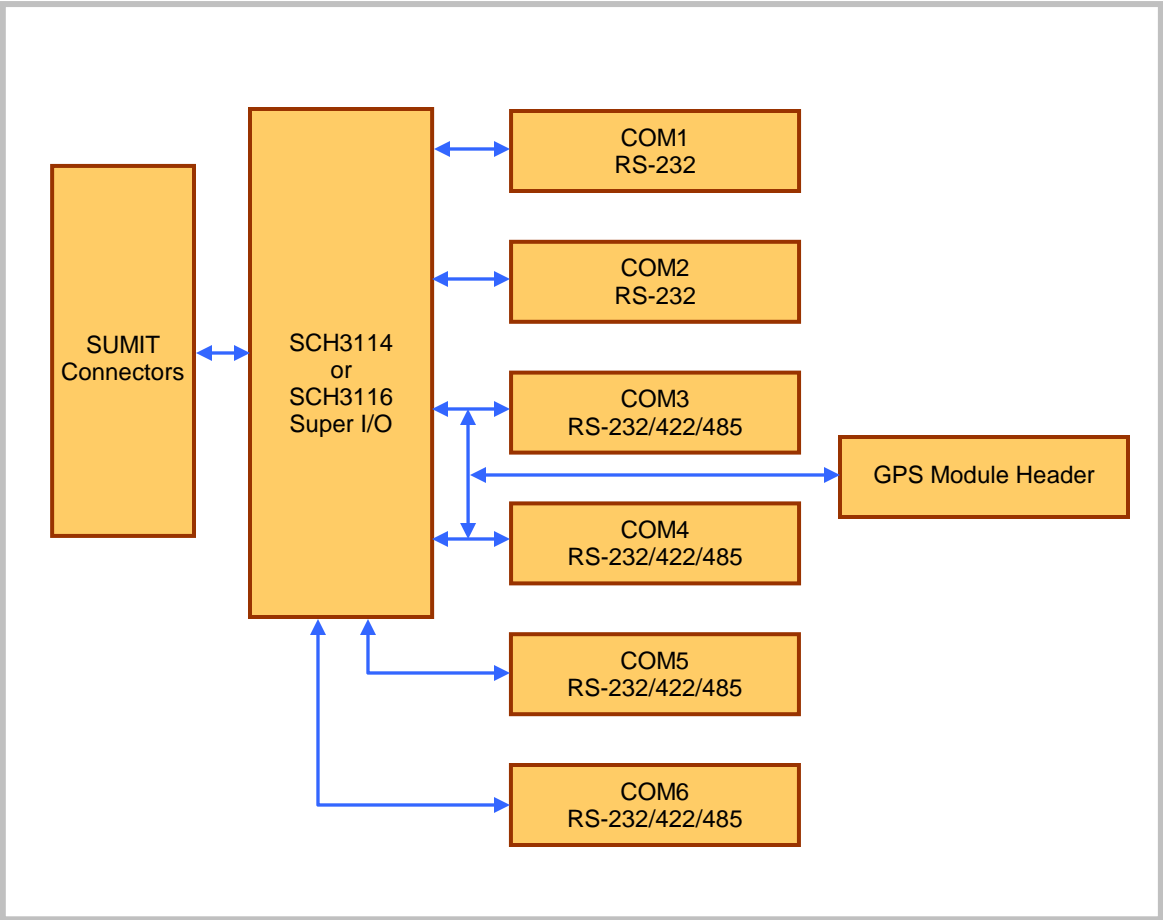 SUMIT
Connectors
SCH3114
or
SCH3116
Super I/O
COM1
RS-232
COM2
RS-232
COM3
RS-232/422/485
GPS Module Header
COM4
RS-232/422/485
COM5
RS-232/422/485
COM6
RS-232/422/485